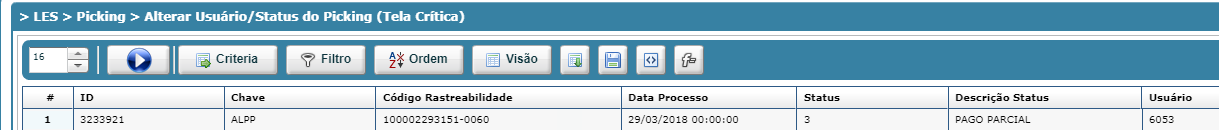 > LES > Picking > Alterar Usuário/Status do Picking (Tela Crítica)
16 Criteria Filtro Ordem Visão
# ID Chave Código Rastreabilidade Data Processo Status Descrição Status Usuário
1 3233921 ALPP 100002293151-0060 29/03/2018 00:00:00 3 PAGO PARCIAL 6053